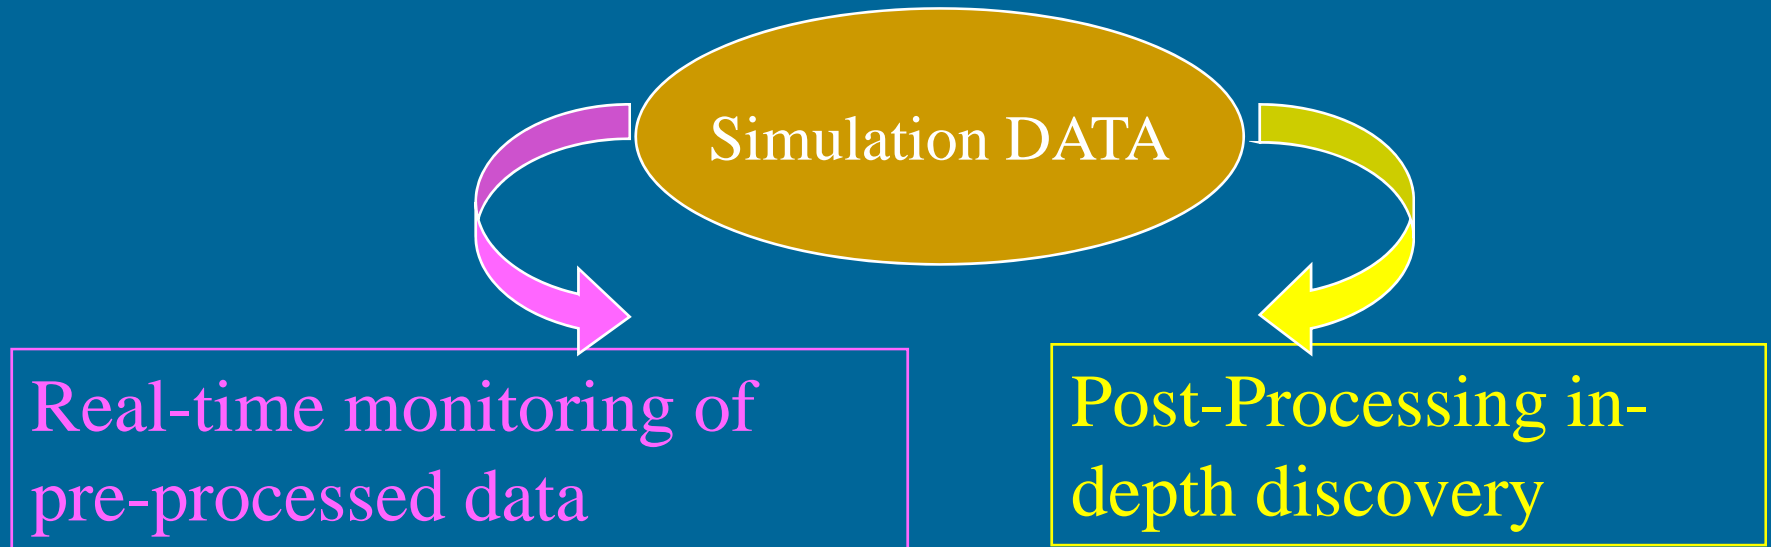 Simulation DATA
Real-time monitoring of
pre-processed data
Post-Processing in-
depth discovery